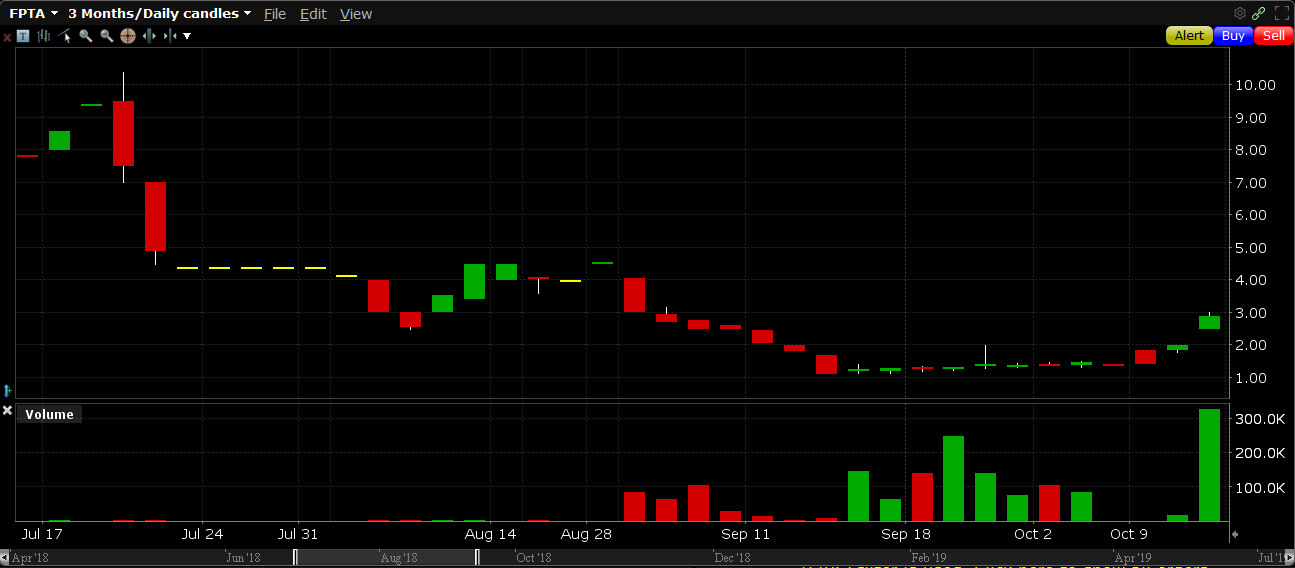 FPTA 3 Months/Daily candles File Edit View
T
Alert Buy Sell
10.00
9.00
8.00
7.00
6.00
5.00
4.00
3.00
2.00
1.00
Volume
300.0K
200.0K
100.0K
Jul 17 Jul 24 Jul 31 Aug 14 Aug 28 Sep 11 Sep 18 Oct 2 Oct 9
Apr '18 Jun '18 Aug '18 Oct '18 Dec '18 Feb '19 Apr '19 Jul '19